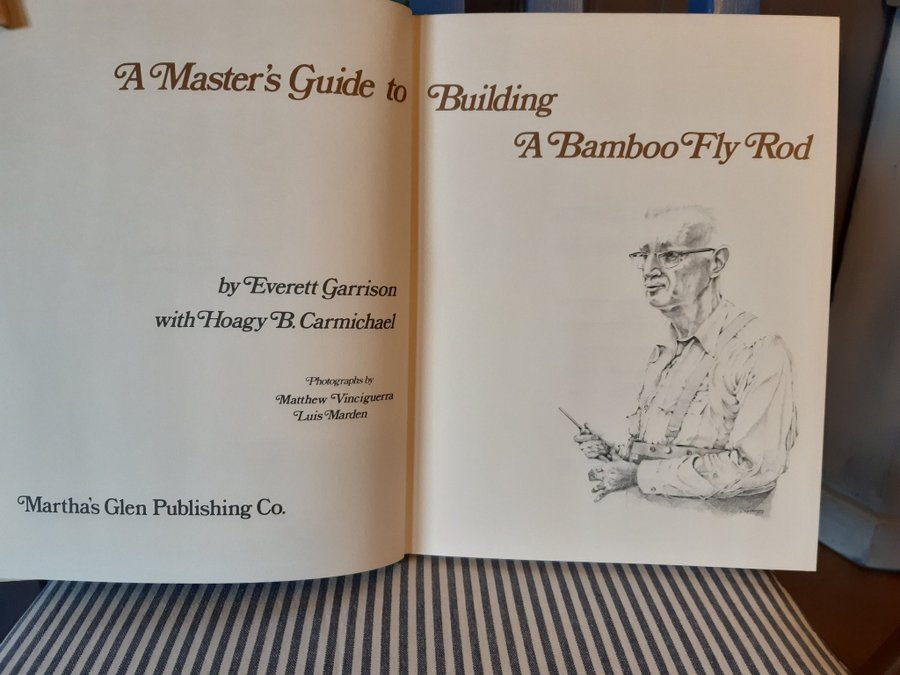 A Master's Guide to Building
A Bamboo Fly Rod
by Everett Garrison
with Hoagy B. Carmichael
Photographs by
Matthew Vinciguerra
Luis Marden
Martha's Glen Publishing Co.